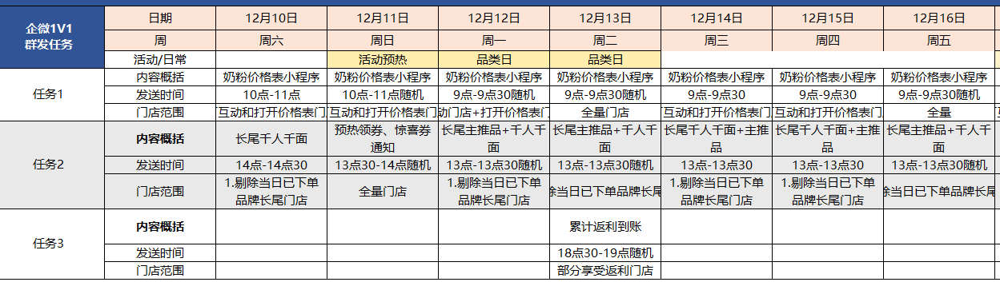 企微1V1
群发任务
日期 12月10日 12月11日 12月12日 12月13日 12月14日 12月15日 12月16日
周 周六 周日 周一 周二 周三 周四 周五
活动/日常 活动预热 品类日 品类日
任务1
内容概括 奶粉价格表小程序 奶粉价格表小程序 奶粉价格表小程序 奶粉价格表小程序 奶粉价格表小程序 奶粉价格表小程序 奶粉价格表小程序
发送时间 10点-11点 10点-11点随机 9点-9点30随机 9点-9点30随机 9点-9点30 9点-9点30 9点-9点30随机
门店范围 互动和打开价格表门 互动和打开价格表门 动门店+打开价格表门 全量门店 互动和打开价格表门 互动和打开价格表门 全量
任务2
内容概括 长尾千人千面 预热领券、惊喜券
通知 长尾主推品+千人千
面 长尾主推品+千人千
面 长尾千人千面+主推
品 长尾千人千面+主推
品 长尾主推品+千人千
面
发送时间 14点-14点30 13点30-14点随机 13点-13点30随机 13点-13点30随机 13点-13点30 13点-13点30 13点-13点30随机
门店范围 1.剔除当日已下单
品牌长尾门店 全量门店 1.剔除当日已下单
品牌长尾门店 除当日已下单品牌长尾 1.剔除当日已下单
品牌长尾门店 1.剔除当日已下单
品牌长尾门店 除当日已下单品牌长尾
任务3
内容概括 累计返利到账
发送时间 18点30-19点随机
门店范围 部分享受返利门店